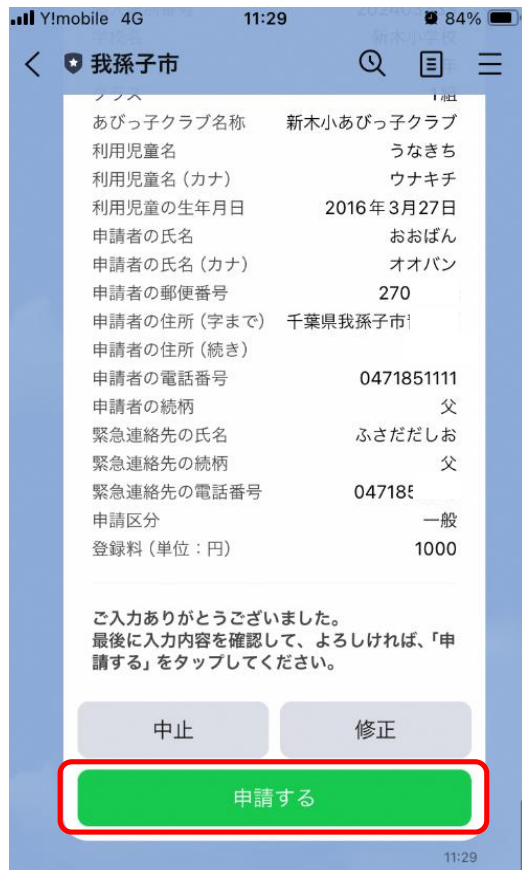 Y!mobile 4G 11:29 84%
我孫子市
1組
あびっ子クラブ名称 新木小あびっ子クラブ
利用児童名 うなきち
利用児童名（カナ） ウナキチ
利用児童の生年月日 2016年3月27日
申請者の氏名 おおばん
申請者の氏名（カナ） オオバン
申請者の郵便番号 270
申請者の住所（字まで） 千葉県我孫子市
申請者の住所（続き）
申請者の電話番号 0471851111
申請者の続柄 父
緊急連絡先の氏名 ふさだだしお
緊急連絡先の続柄 父
緊急連絡先の電話番号 047185
申請区分 一般
登録料（単位：円） 1000
ご入力ありがとうございました。
最後に入力内容を確認して、よろしければ、「申
請する」をタップしてください。
中止 修正
申請する
11:29